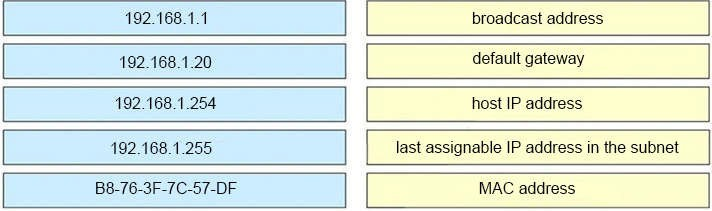 192.168.1.1
broadcast address
192.168.1.20
default gateway
192.168.1.254
host IP address
192.168.1.255
last assignable IP address in the subnet
B8-76-3F-7C-57-DF
MAC address